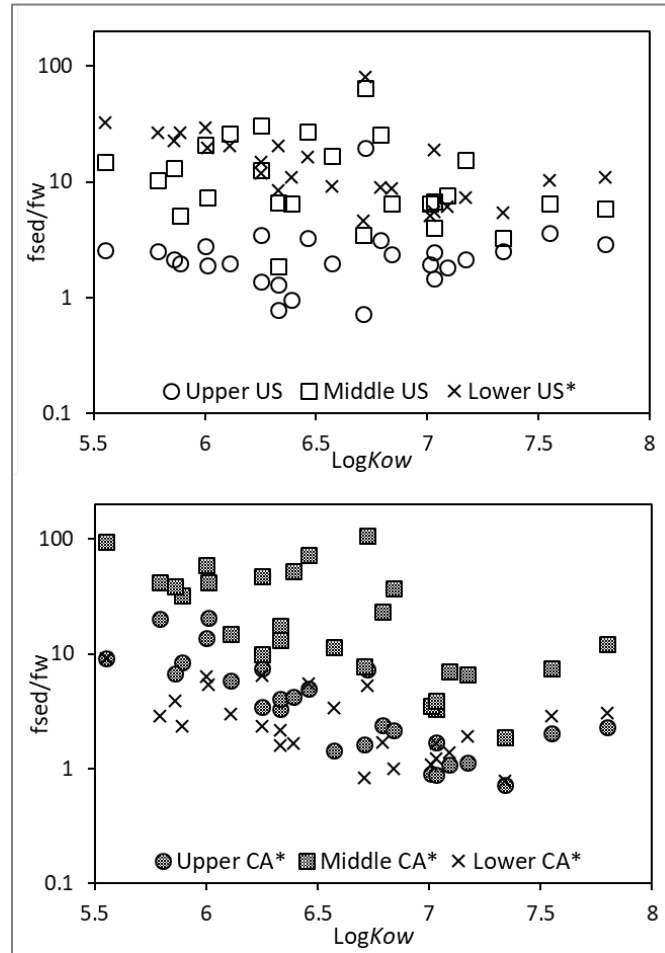 100
10
1
0.1
fsed/fw
Upper US Middle US Lower US*
5.5 6 6.5 7 7.5 8
LogKow
100
10
1
0.1
fsed/fw
Upper CA* Middle CA* Lower CA*
5.5 6 6.5 7 7.5 8
LogKow